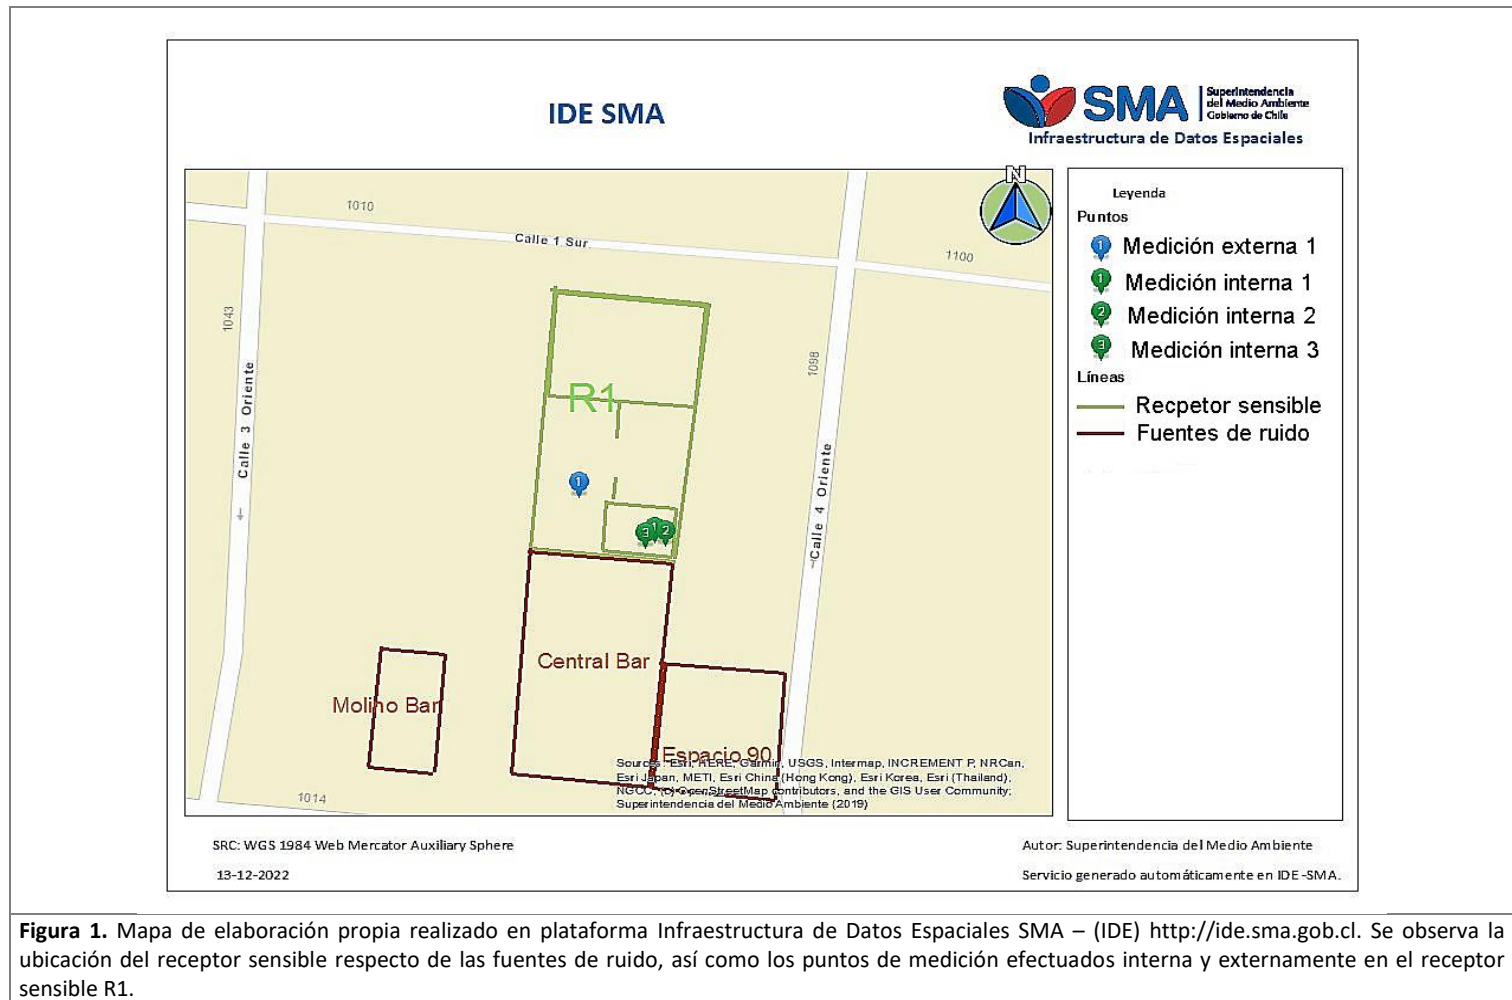 IDE SMA
SMA
Superintendencia
del Medio Ambiente
Gobierno de Chile
Infraestructura de Datos Espaciales
N
1010
Calle 1 Sur
1100
1043
Calle 3 Oriente
1098
Calle 4 Oriente
R1
1
3
1
2
Central Bar
Molino Bar
Espacio 90
1014
Sources: Esri, HERE, Garmin, USGS, Intermap, INCREMENT P, NRCan,
Esri Japan, METI, Esri China (Hong Kong), Esri Korea, Esri (Thailand),
NGCC, (c) OpenStreetMap contributors, and the GIS User Community;
Superintendencia del Medio Ambiente (2019)
Leyenda
Puntos
1 Medición externa 1
1 Medición interna 1
2 Medición interna 2
3 Medición interna 3
Líneas
Recpetor sensible
Fuentes de ruido
SRC: WGS 1984 Web Mercator Auxiliary Sphere
13-12-2022
Autor: Superintendencia del Medio Ambiente
Servicio generado automáticamente en IDE-SMA.
Figura 1. Mapa de elaboración propia realizado en plataforma Infraestructura de Datos Espaciales SMA – (IDE) http://ide.sma.gob.cl. Se observa la
ubicación del receptor sensible respecto de las fuentes de ruido, así como los puntos de medición efectuados interna y externamente en el receptor
sensible R1.